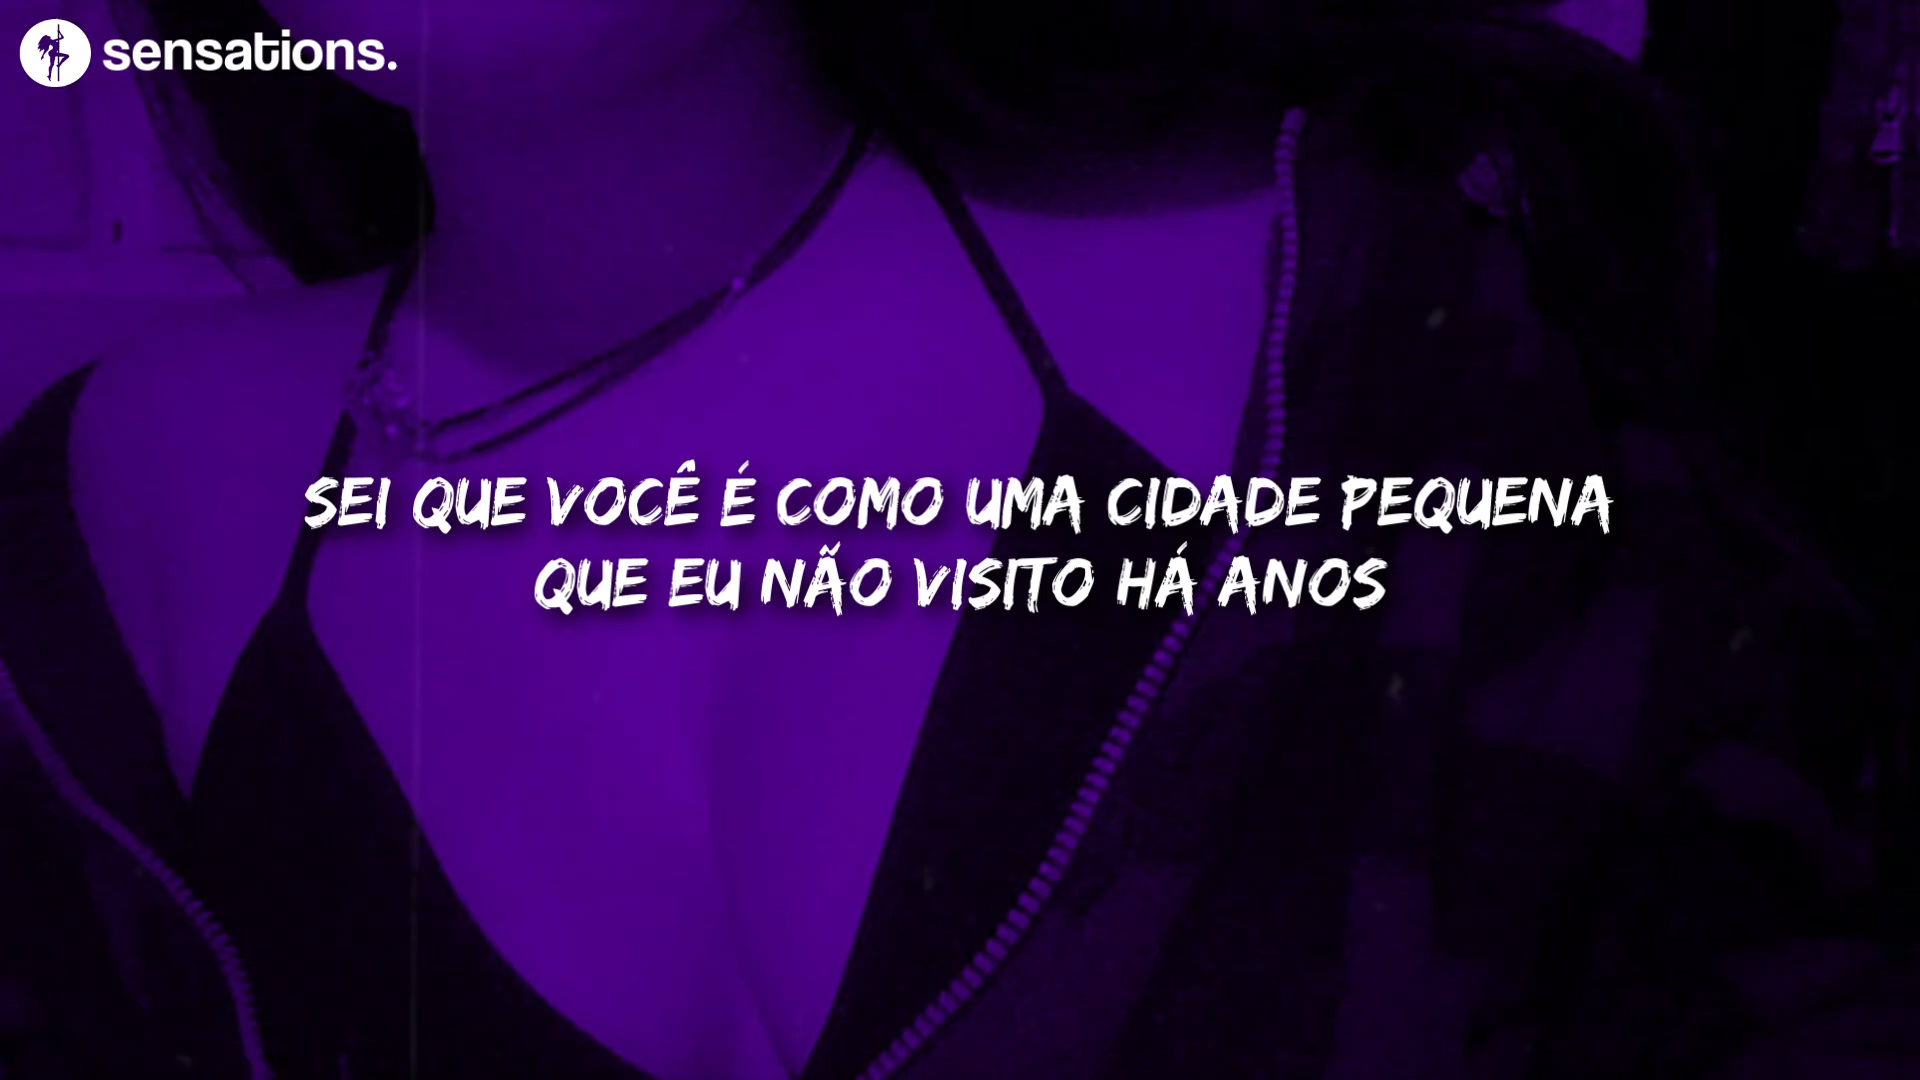 sensations.
SEI QUE VOCÊ É COMO UMA CIDADE PEQUENA
QUE EU NÃO VISITO HÁ ANOS